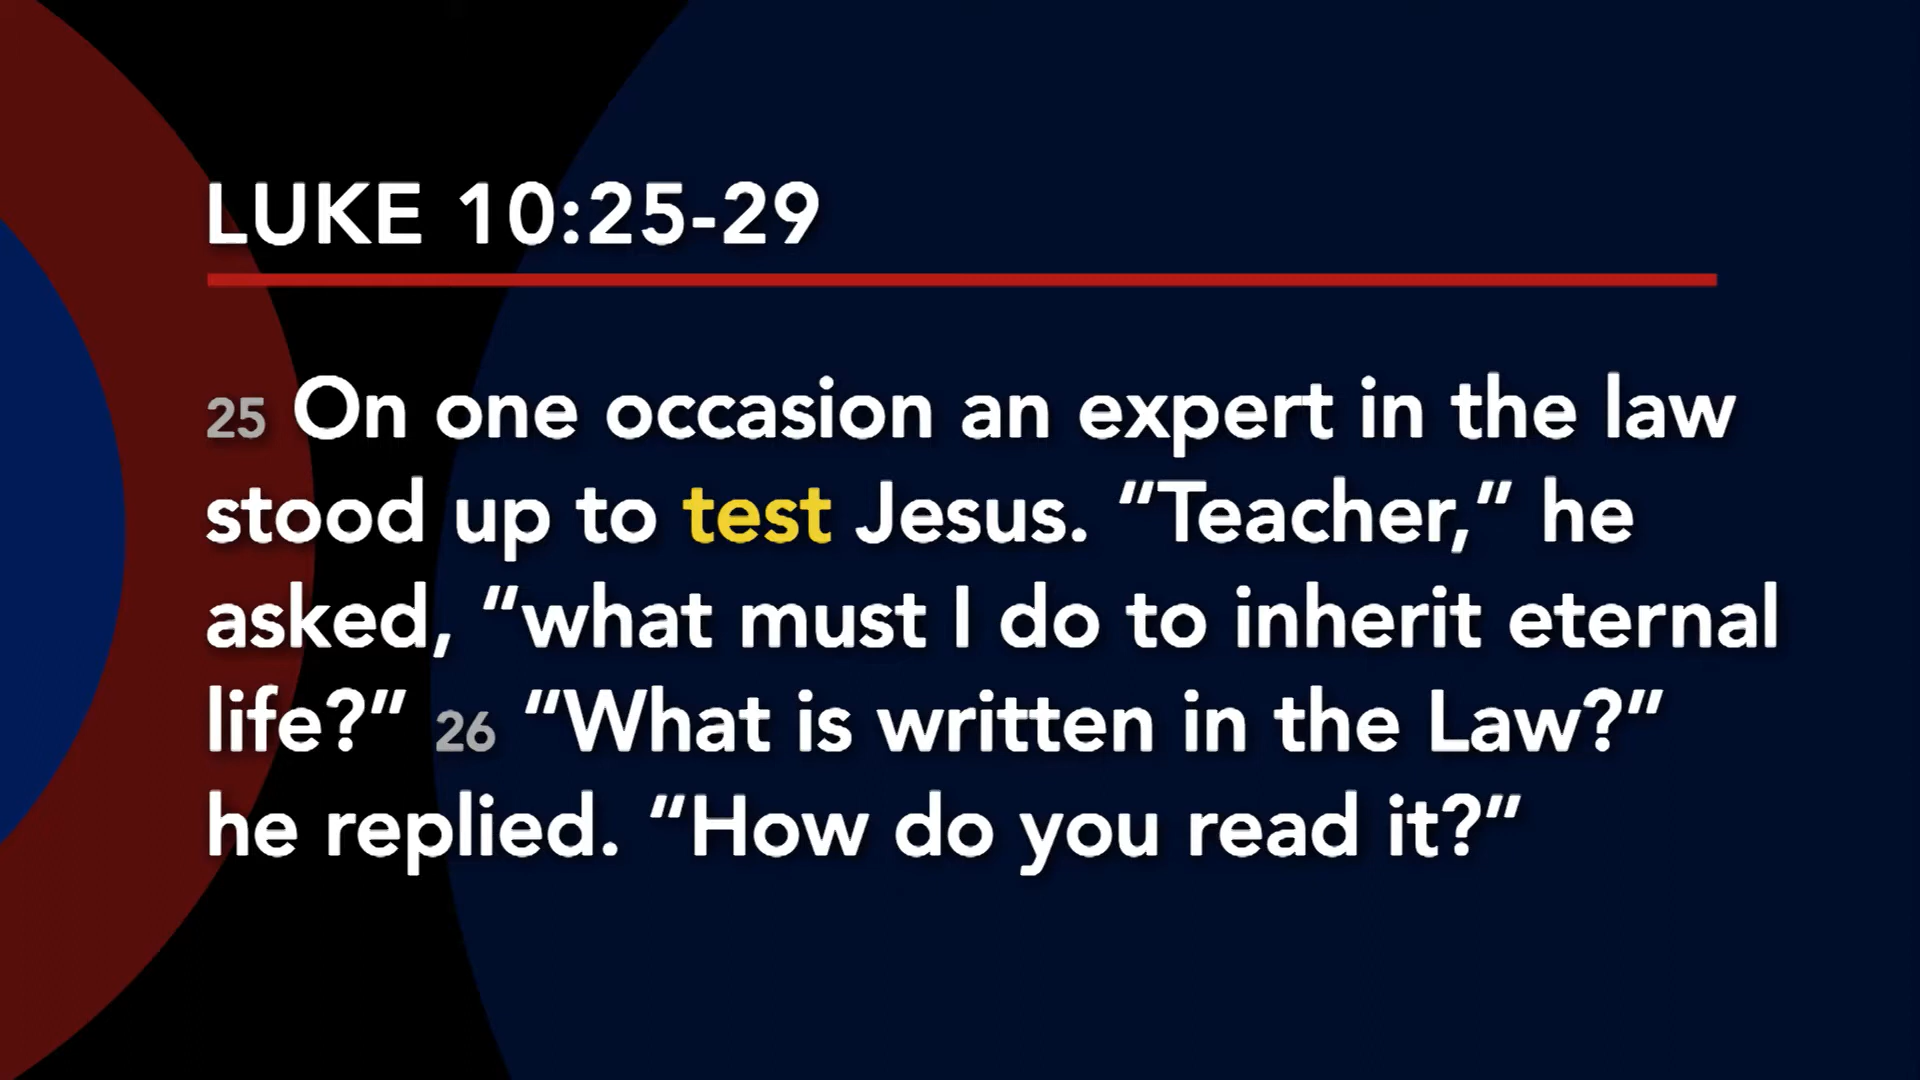 LUKE 10:25-29
25 On one occasion an expert in the law
stood up to test Jesus. “Teacher,” he
asked, “what must I do to inherit eternal
life?” 26 “What is written in the Law?”
he replied. “How do you read it?”